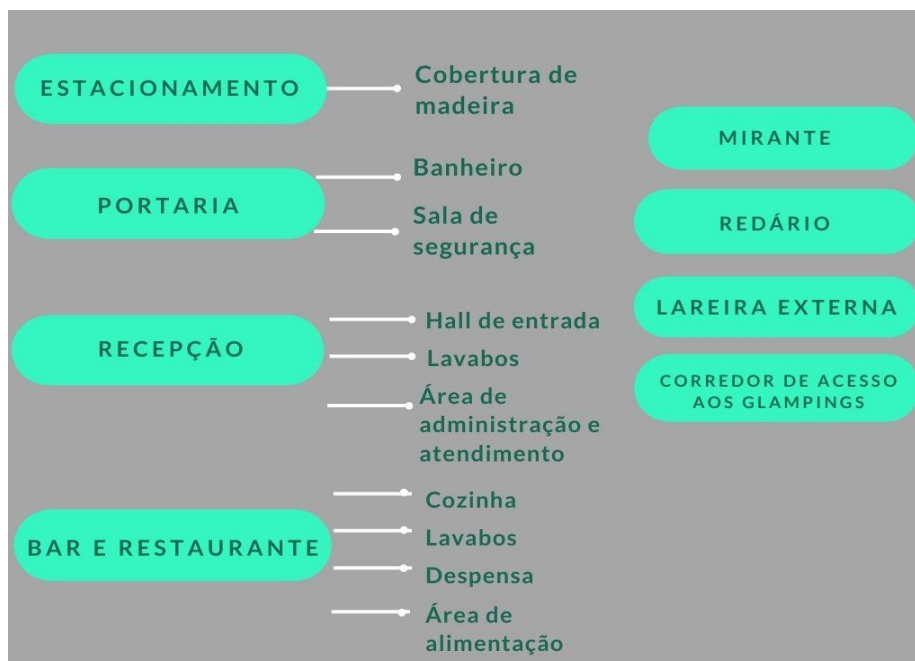 ESTACIONAMENTO
Cobertura de
madeira
PORTARIA
Banheiro
Sala de
segurança
RECEPÇÃO
Hall de entrada
Lavabos
Área de
administração e
atendimento
BAR E RESTAURANTE
Cozinha
Lavabos
Despensa
Área de
alimentação
MIRANTE
REDÁRIO
LAREIRA EXTERNA
CORREDOR DE ACESSO
AOS GLAMPINGS